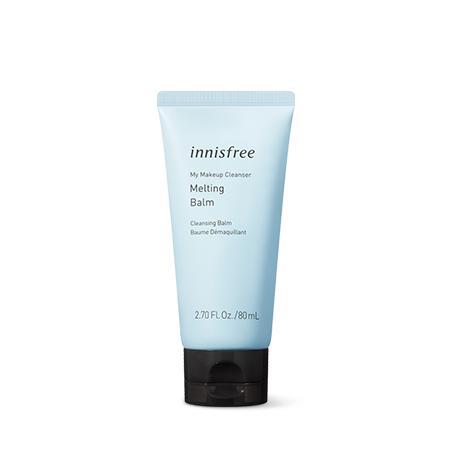 innisfree
My Makeup Cleanser
Melting
Balm
Cleansing Balm
Baume Démaquillant
2.70 FL Oz./80 mL